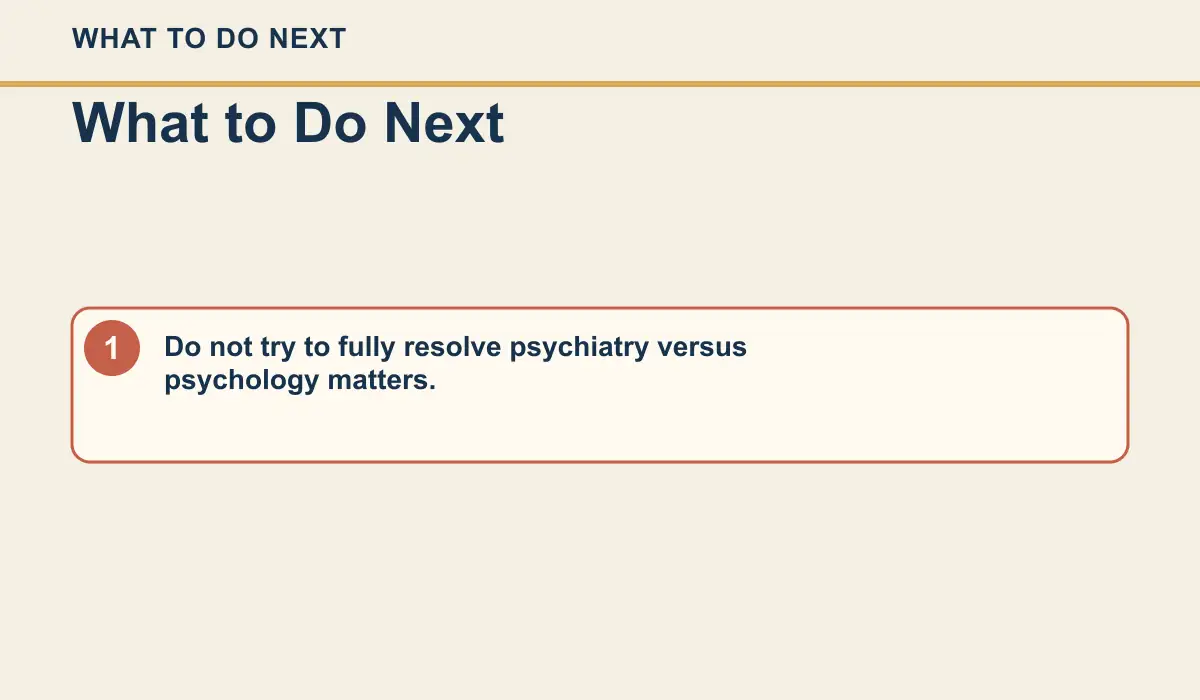 WHAT TO DO NEXT
What to Do Next
1
Do not try to fully resolve psychiatry versus
psychology matters.